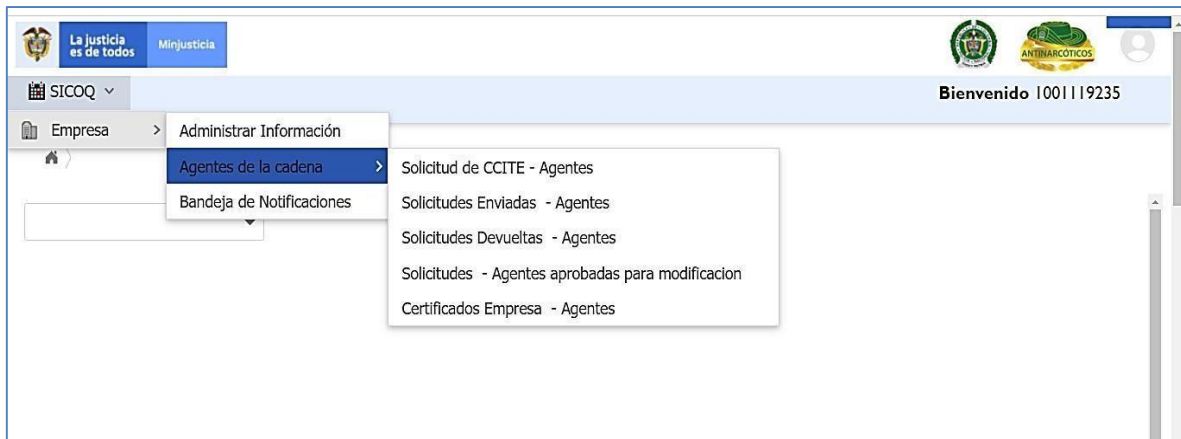 La justicia
es de todos
Minjusticia
ANTINARCÓTICOS
SICOQ
Bienvenido 1001119235
Empresa
Administrar Información
Agentes de la cadena
Solicitud de CCITE - Agentes
Bandeja de Notificaciones
Solicitudes Enviadas - Agentes
Solicitudes Devueltas - Agentes
Solicitudes - Agentes aprobadas para modificacion
Certificados Empresa - Agentes